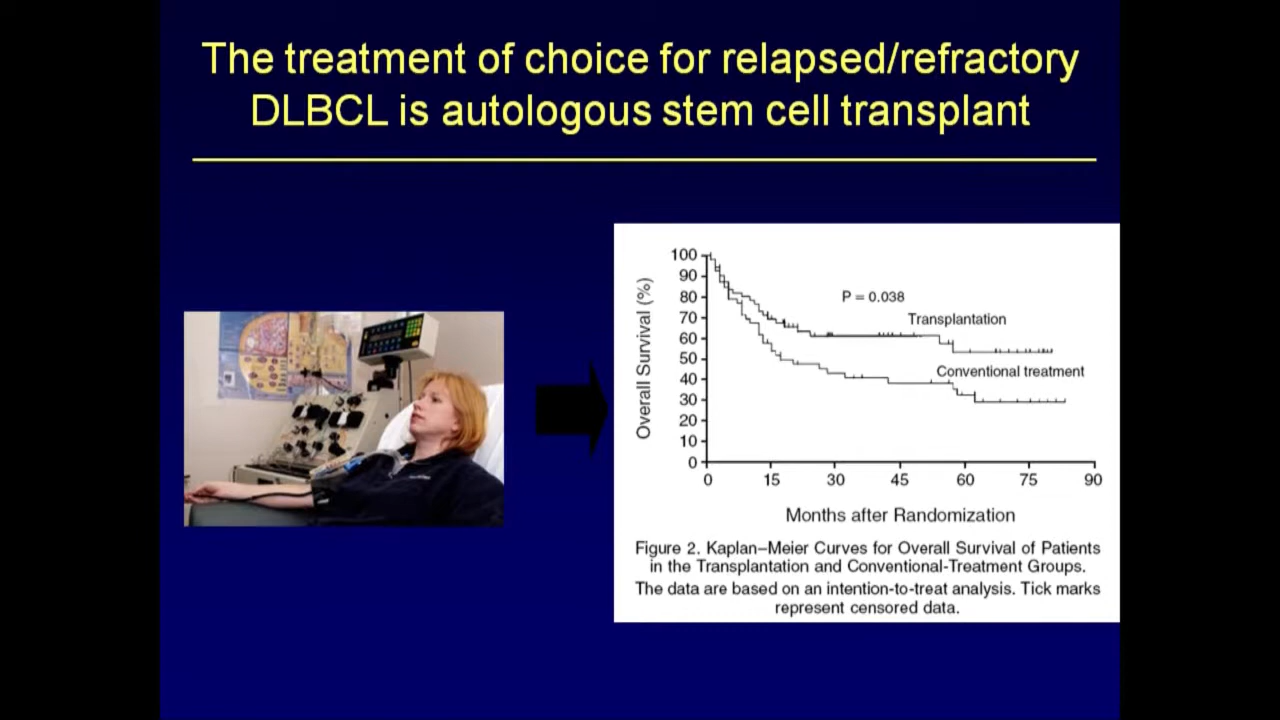 The treatment of choice for relapsed/refractory
DLBCL is autologous stem cell transplant
100
90
80
70
60
50
40
30
20
10
0
Overall Survival (%)
P = 0.038
Transplantation
Conventional treatment
0 15 30 45 60 75 90
Months after Randomization
Figure 2. Kaplan–Meier Curves for Overall Survival of Patients
in the Transplantation and Conventional-Treatment Groups.
The data are based on an intention-to-treat analysis. Tick marks
represent censored data.